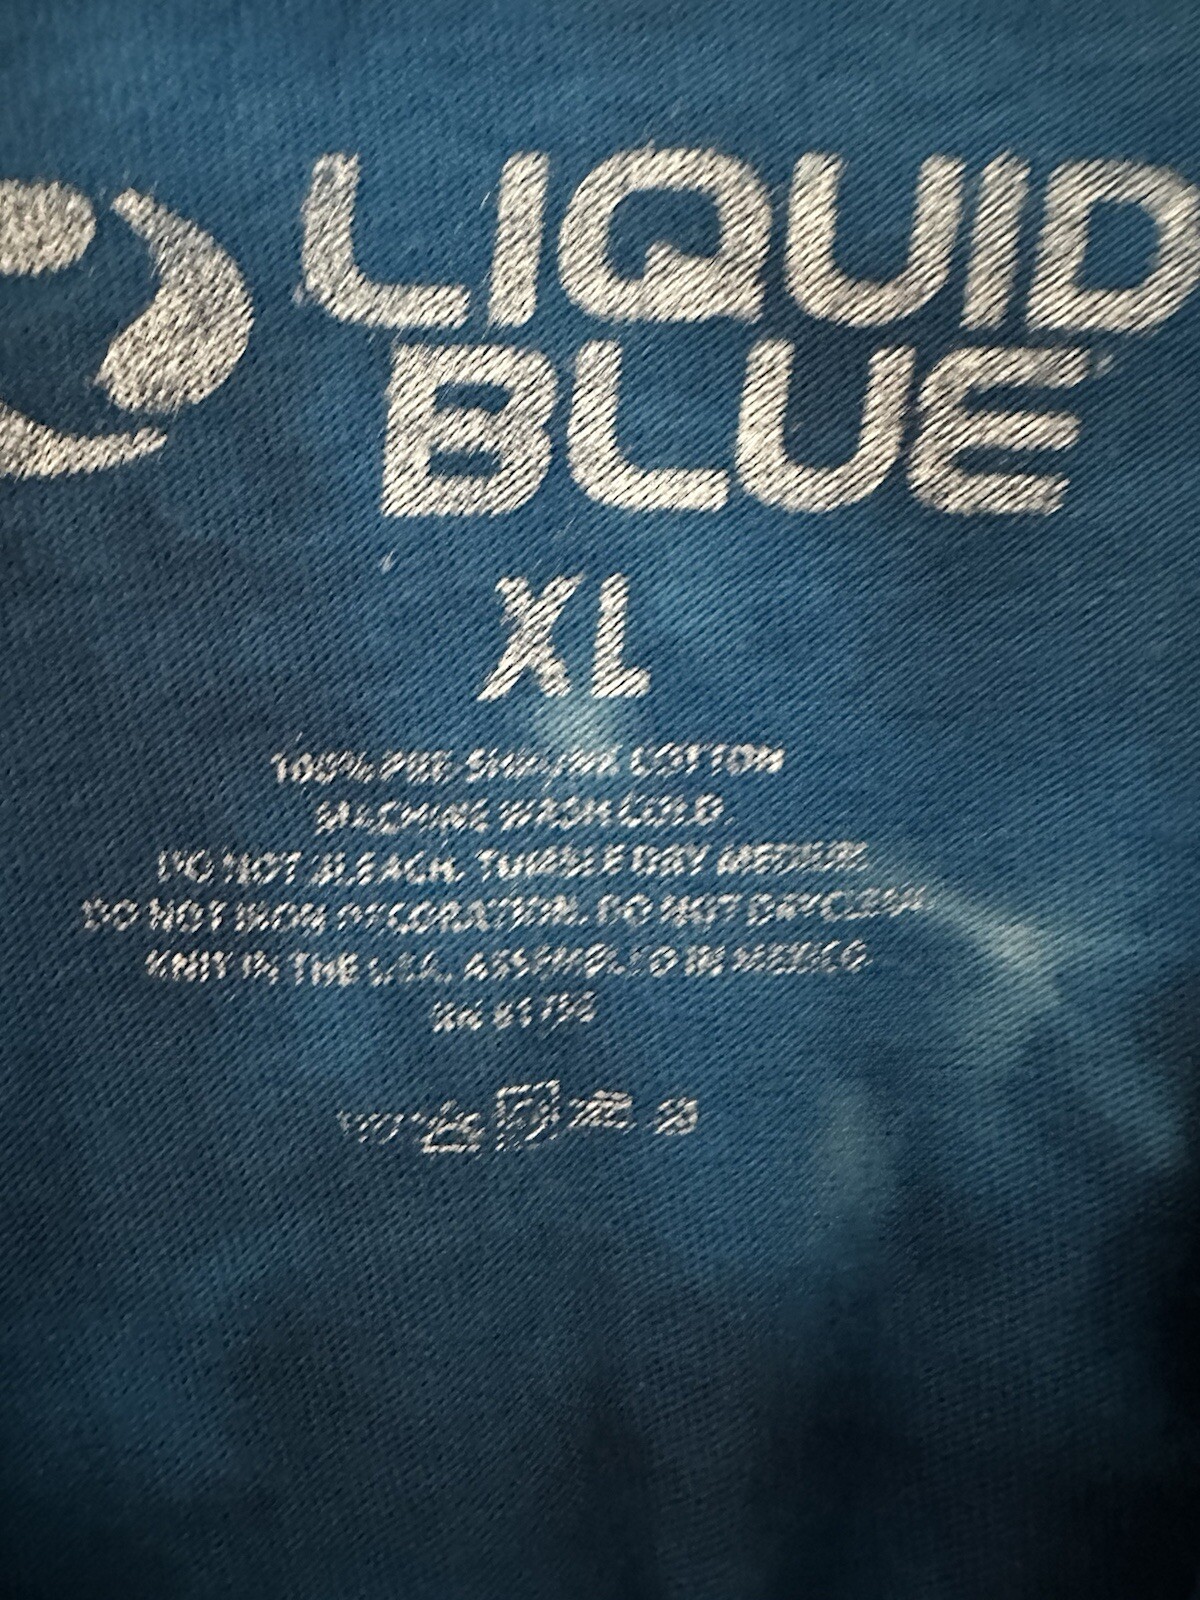 LIQUID
BLUE
XL
100% PRE-SHRUNK COTTON
MACHINE WASH COLD.
DO NOT BLEACH. TUMBLE DRY MEDIUM
DO NOT IRON DECORATION. DO NOT DRYCLEAN
KNIT IN THE U.S.A. ASSEMBLED IN MEXICO
RN